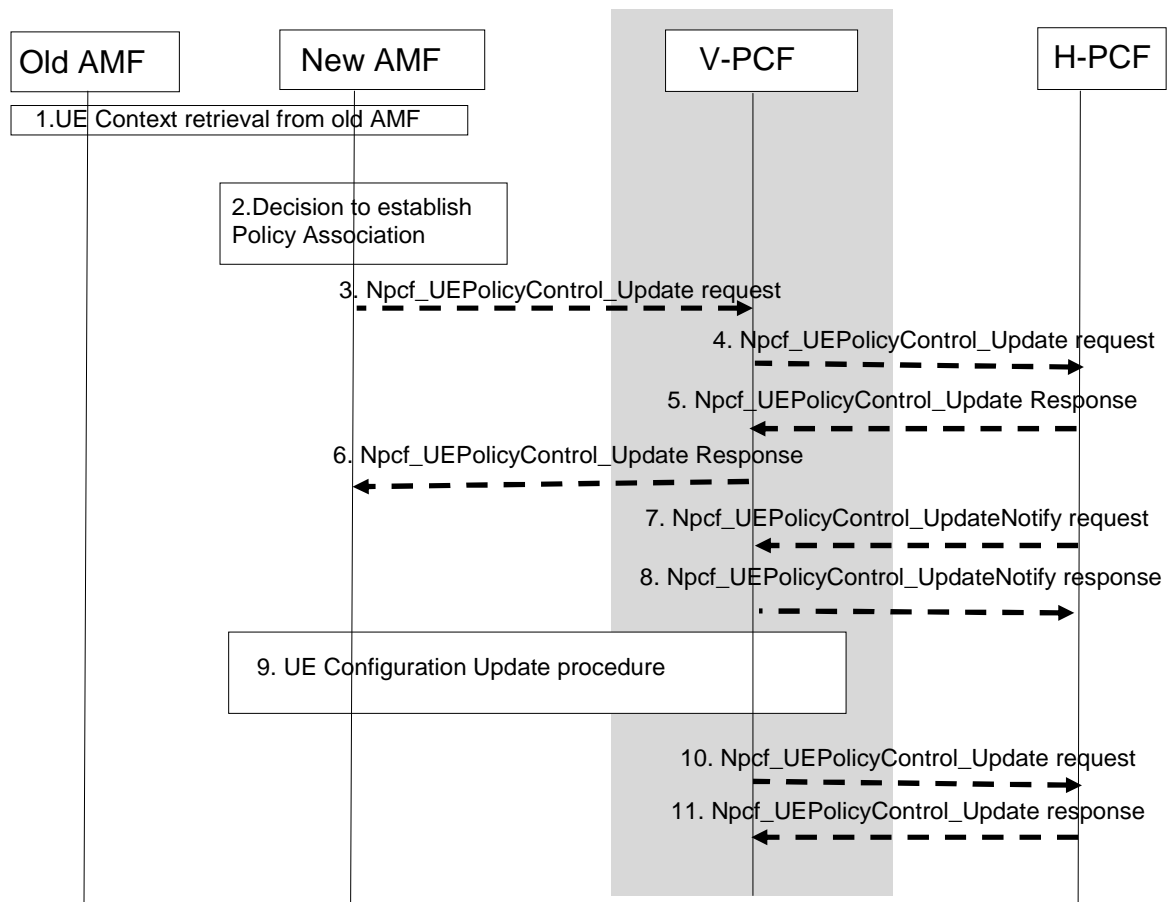 Old AMF
New AMF
V-PCF
H-PCF
1.UE Context retrieval from old AMF
2.Decision to establish
Policy Association
3. Npcf_UEPolicyControl_Update request
4. Npcf_UEPolicyControl_Update request
5. Npcf_UEPolicyControl_Update Response
6. Npcf_UEPolicyControl_Update Response
7. Npcf_UEPolicyControl_UpdateNotify request
8. Npcf_UEPolicyControl_UpdateNotify response
9. UE Configuration Update procedure
10. Npcf_UEPolicyControl_Update request
11. Npcf_UEPolicyControl_Update response